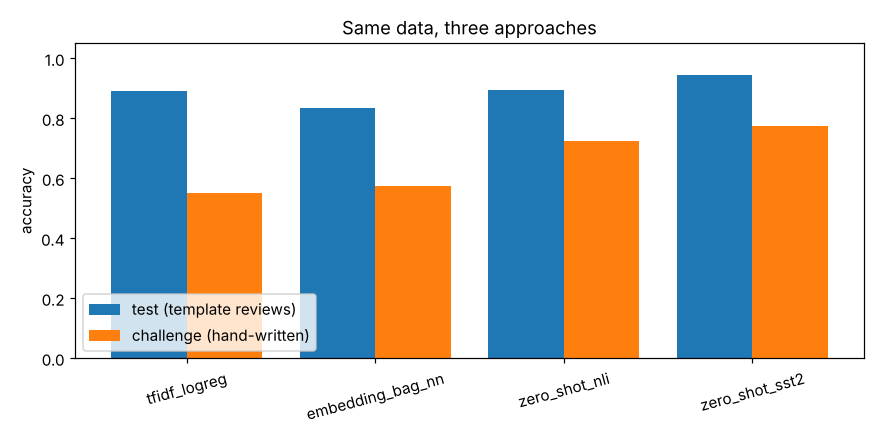 Same data, three approaches
accuracy
1.0
0.8
0.6
0.4
0.2
0.0
test (template reviews)
challenge (hand-written)
tfidf_logreg
embedding_bag_nn
zero_shot_nli
zero_shot_sst2